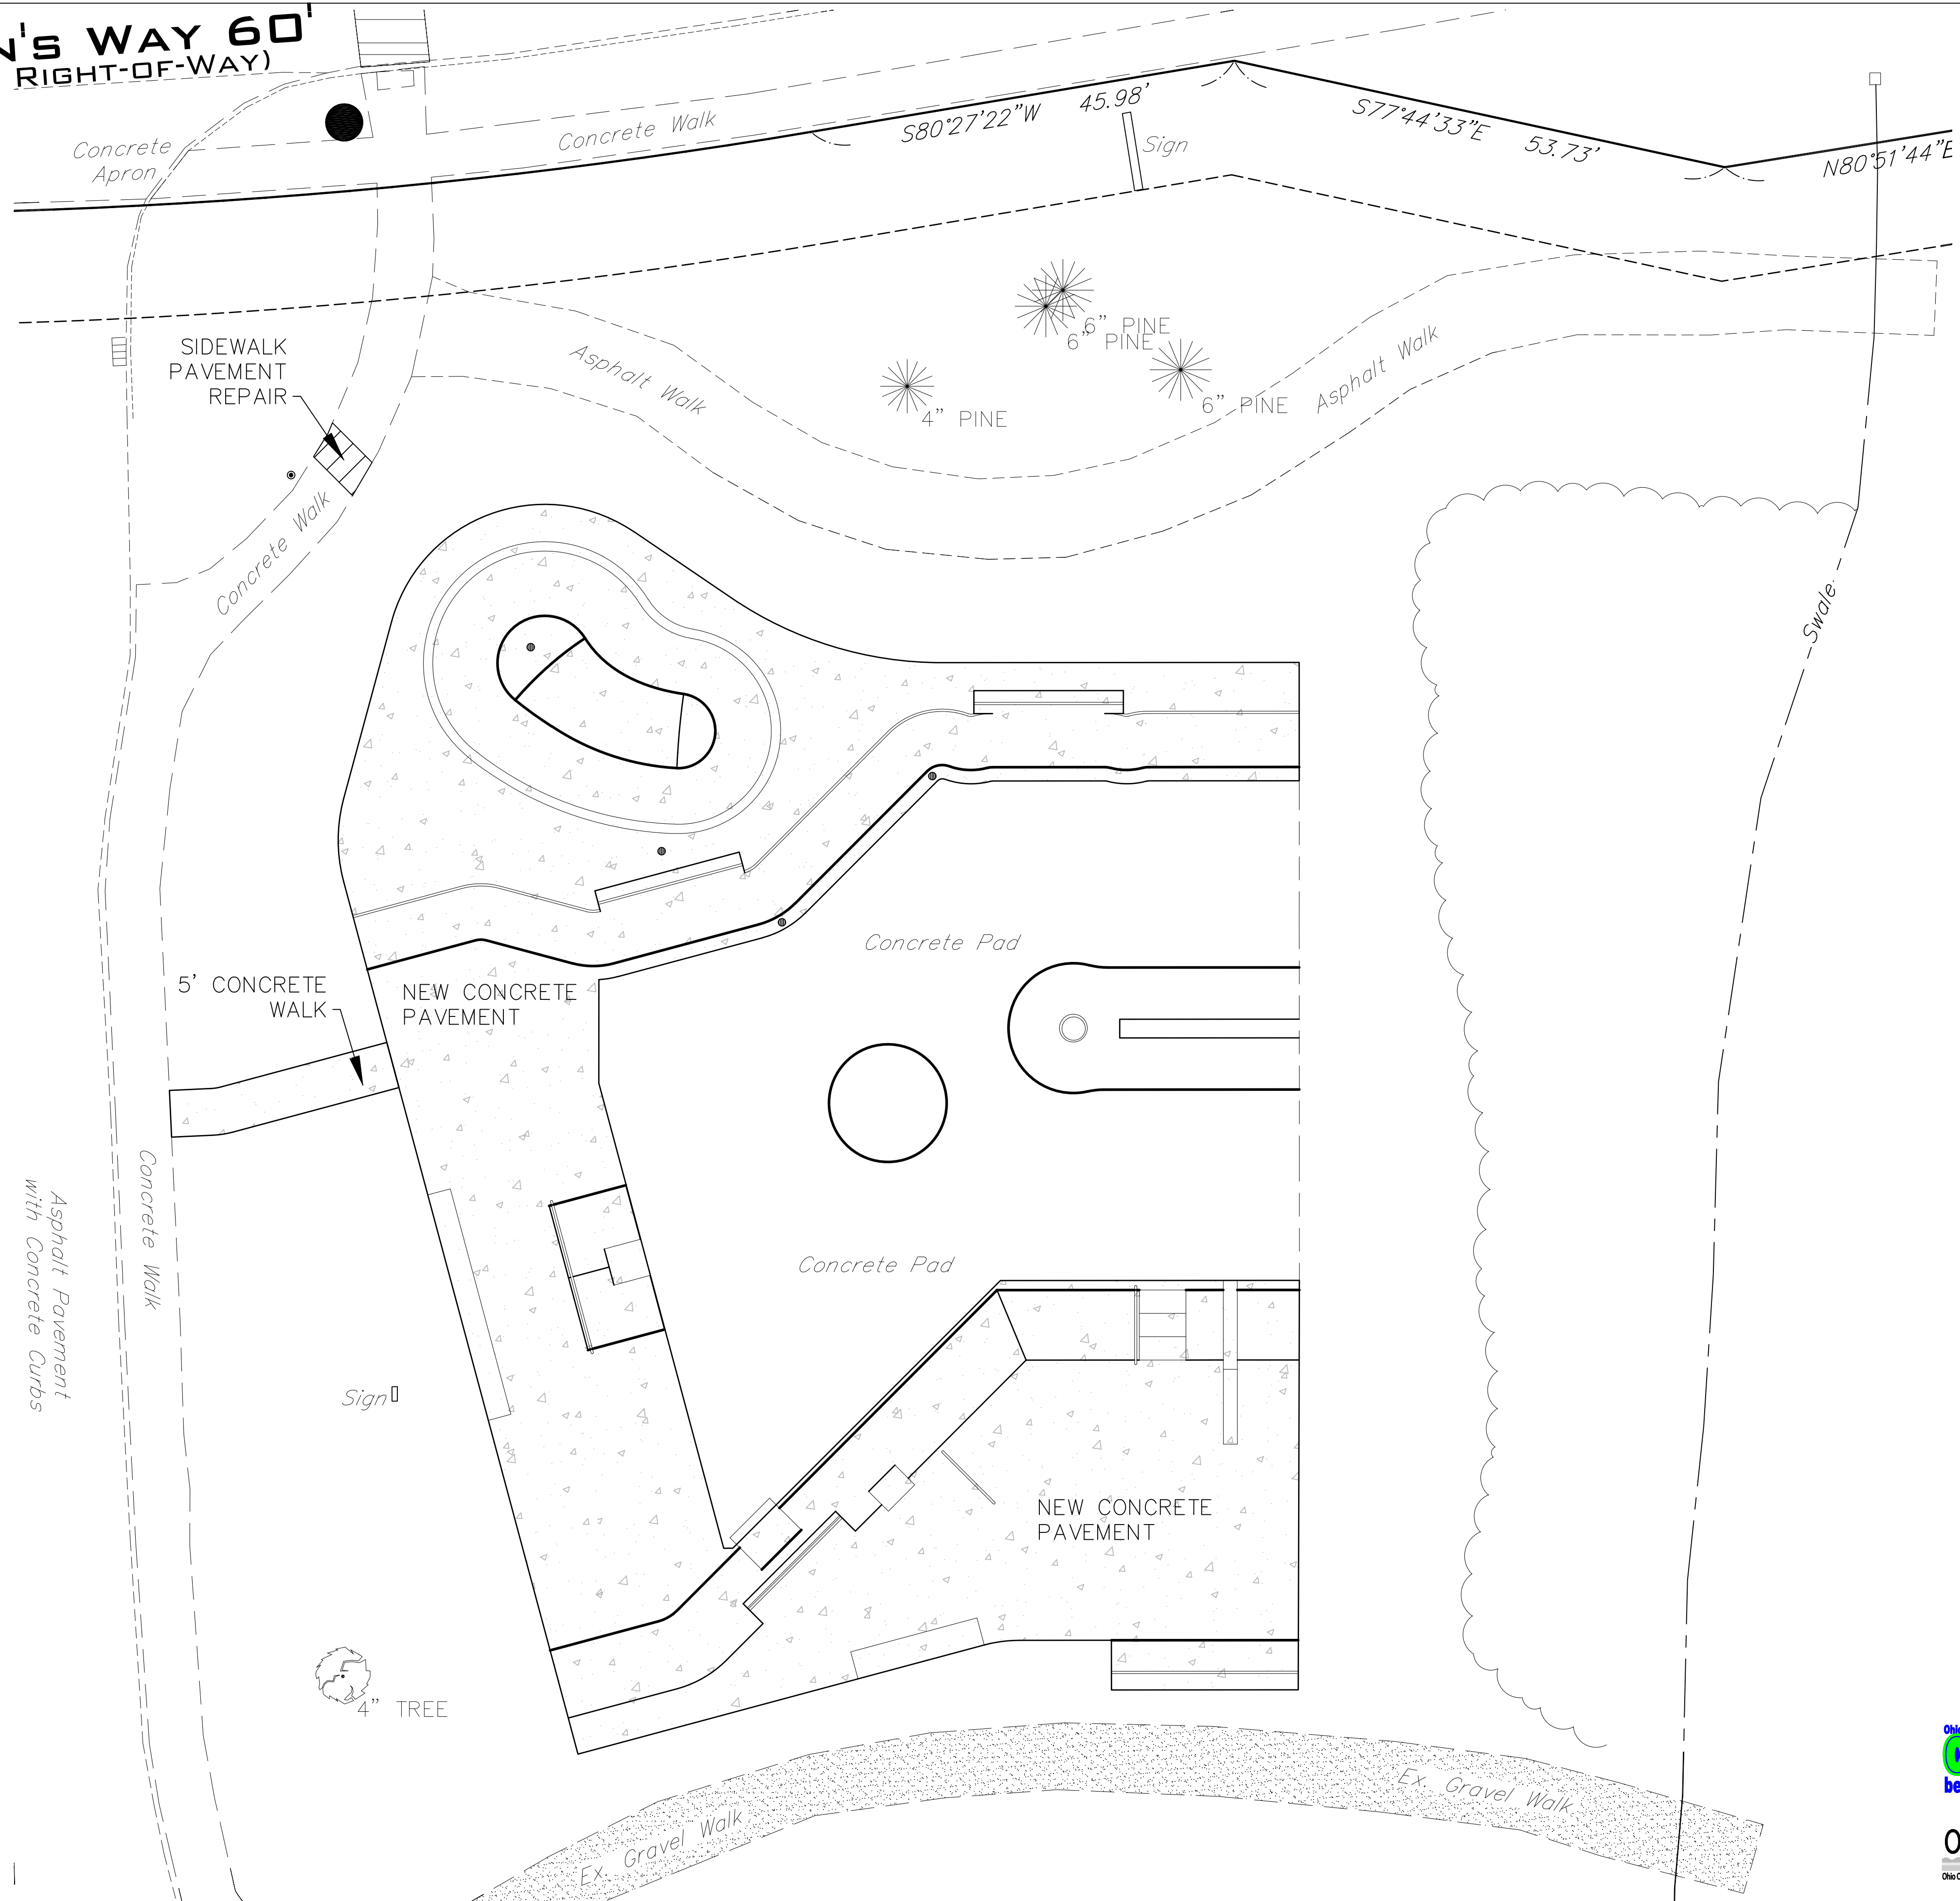 N's Way 60'
Right-of-Way)
Concrete
Apron
Concrete Walk
S80°27'22"W 45.98'
Sign
S77°44'33"E 53.73'
N80°51'44"E
SIDEWALK
PAVEMENT
REPAIR
Asphalt Walk
6" PINE
6" PINE
4" PINE
6" PINE
Asphalt Walk
Concrete Walk
Swale
Concrete Pad
5' CONCRETE
WALK
NEW CONCRETE
PAVEMENT
Concrete Walk
Asphalt Pavement
with Concrete Curbs
Concrete Pad
Sign
NEW CONCRETE
PAVEMENT
4" TREE
Ex. Gravel Walk
Ex. Gravel Walk
Ohio
be
O
Ohio